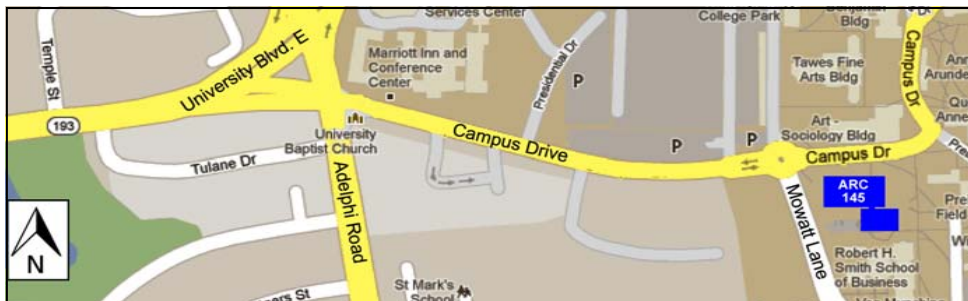 Services Center
College Park
Bldg
Dr
Temple St
University Blvd. E
Marriott Inn and
Conference
Center
Presidential Dr
P
Tawes Fine
Arts Bldg
Campus Dr
193
University
Baptist Church
Campus Drive
P
P
Art -
Sociology Bldg
Campus Dr
Tulane Dr
Adelphi Road
ARC
145
Mowatt Lane
N
Robert H.
Smith School
of Business
St Mark's
School
St